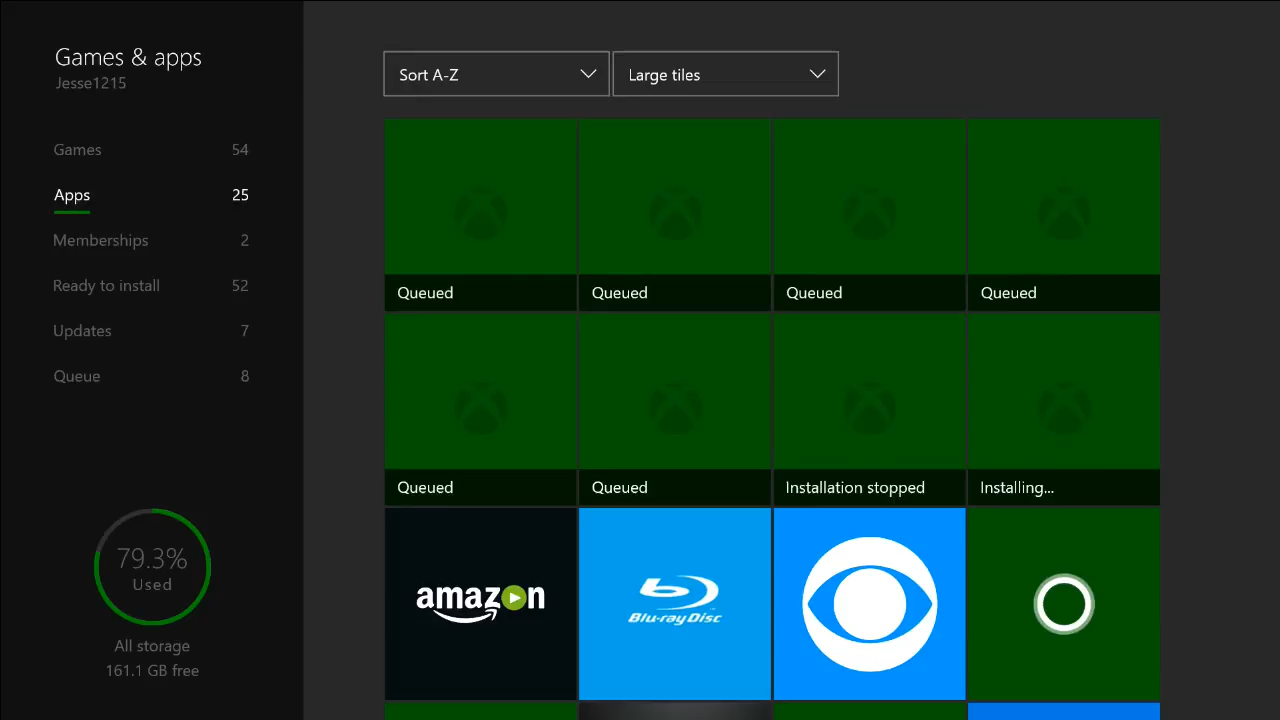 Games & apps
Jesse1215
Games 54
Apps 25
Memberships 2
Ready to install 52
Updates 7
Queue 8
79.3%
Used
All storage
161.1 GB free
Sort A-Z
Large tiles
Queued
Queued
Queued
Queued
Queued
Queued
Installation stopped
Installing...
amazon
Blu-ray Disc